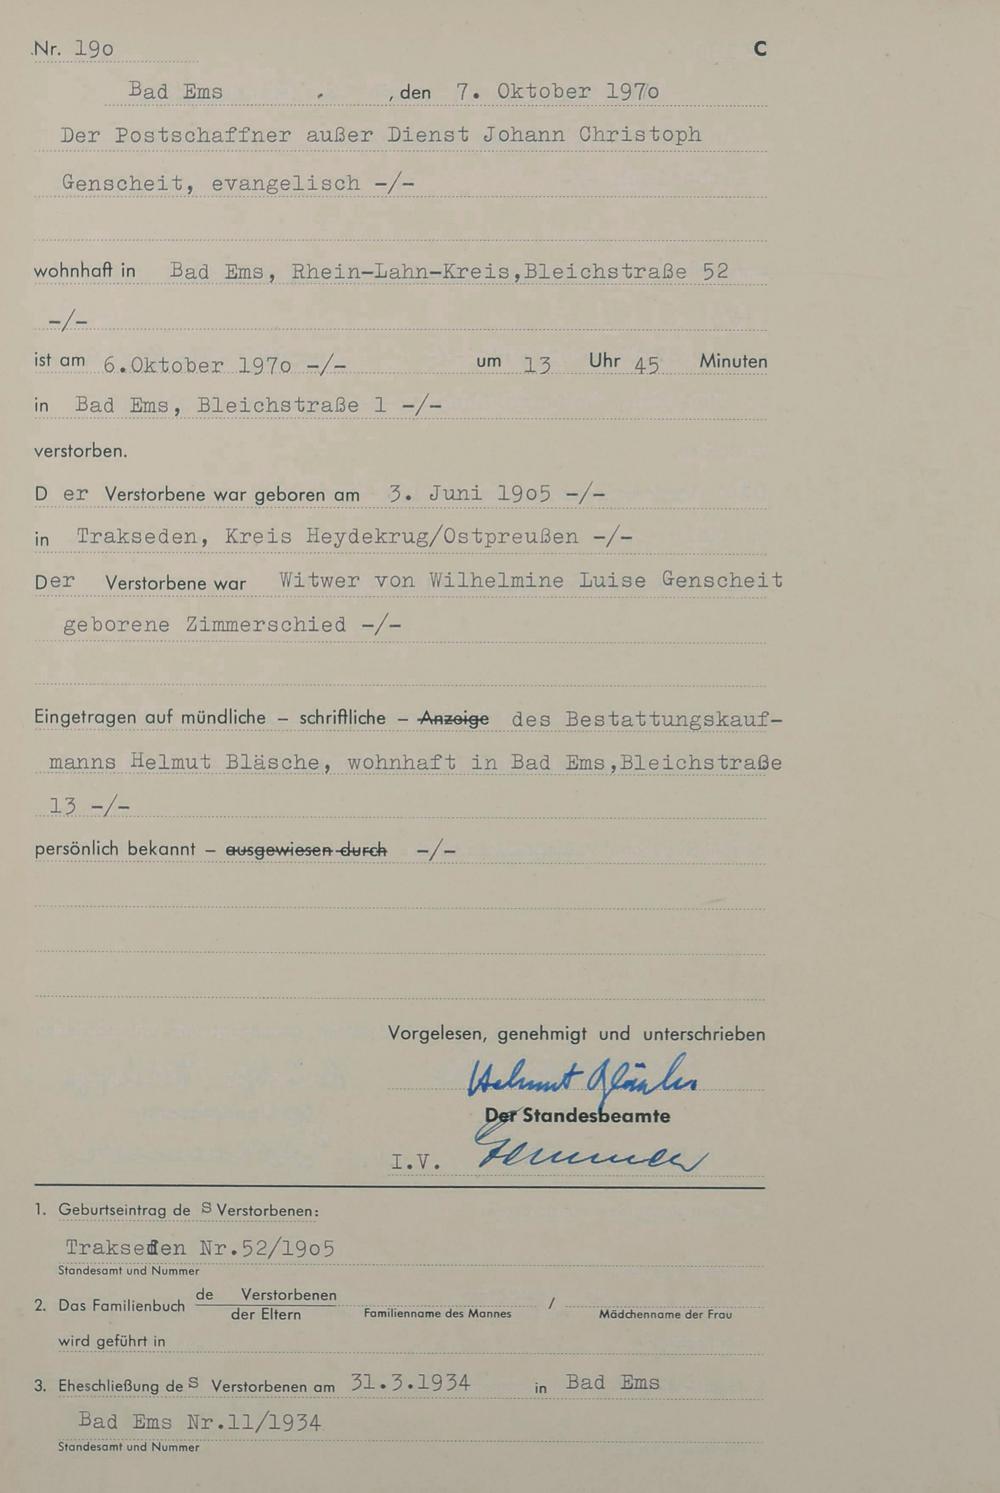 Nr. 19o C
Bad Ems , den 7. Oktober 197o
Der Postschaffner außer Dienst Johann Christoph
Genscheit, evangelisch -/-
wohnhaft in Bad Ems, Rhein-Lahn-Kreis,Bleichstraße 52
-/-
ist am 6.Oktober 197o -/- um 13 Uhr 45 Minuten
in Bad Ems, Bleichstraße 1 -/-
verstorben.
D er Verstorbene war geboren am 3. Juni 19o5 -/-
in Trakseden, Kreis Heydekrug/Ostpreußen -/-
Der Verstorbene war Witwer von Wilhelmine Luise Genscheit
geborene Zimmerschied -/-
Eingetragen auf mündliche – schriftliche – Anzeige des Bestattungskauf-
manns Helmut Bläsche, wohnhaft in Bad Ems,Bleichstraße
13 -/-
persönlich bekannt – ausgewiesen durch -/-
Vorgelesen, genehmigt und unterschrieben
Helmut Bläsche
Der Standesbeamte
I.V.
1. Geburtseintrag de S Verstorbenen:
Trakseden Nr.52/19o5
Standesamt und Nummer
2. Das Familienbuch de Verstorbenen / der Eltern Familienname des Mannes / Mädchenname der Frau
wird geführt in
3. Eheschließung de S Verstorbenen am 31.3.1934 in Bad Ems
Bad Ems Nr.11/1934
Standesamt und Nummer